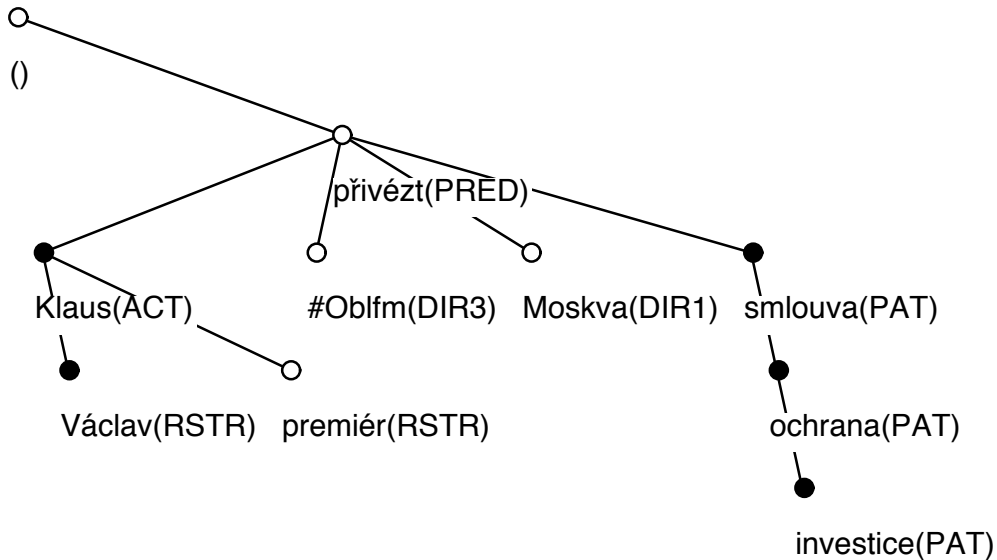 ()
přivézt(PRED)
Klaus(ACT) #Oblfm(DIR3) Moskva(DIR1) smlouva(PAT)
Václav(RSTR) premiér(RSTR) ochrana(PAT)
investice(PAT)